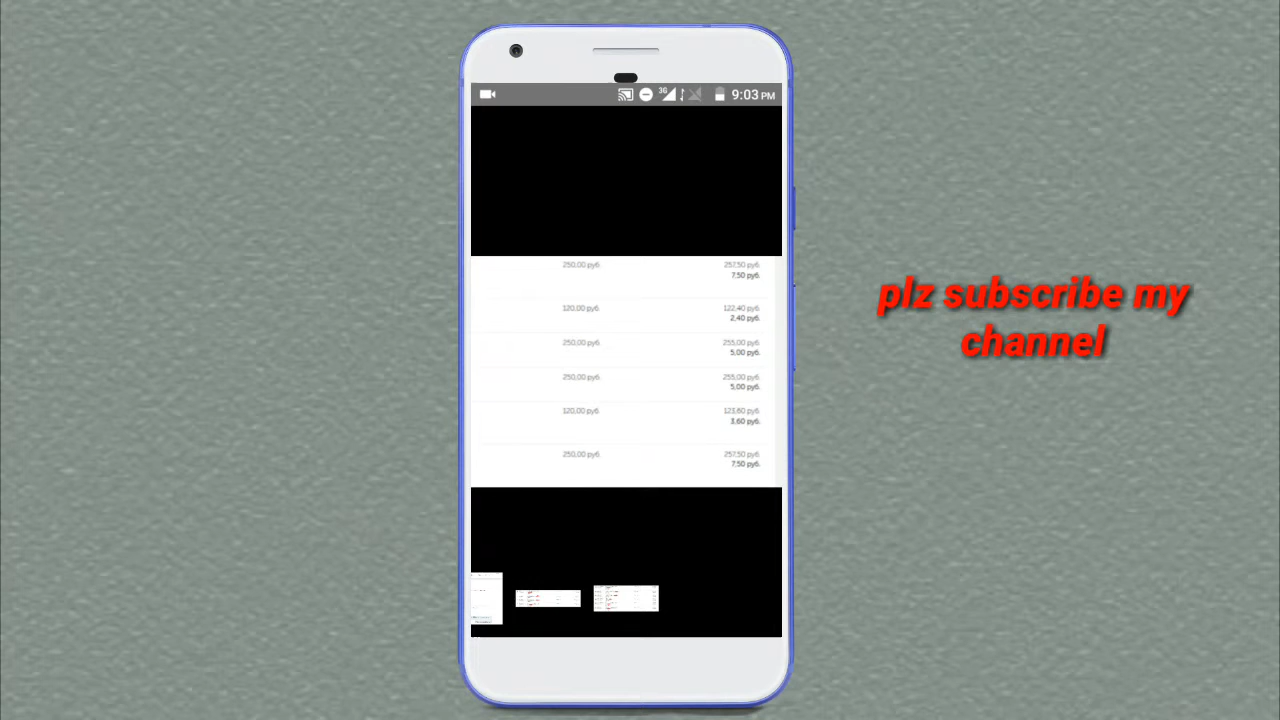 3G 9:03 PM
250,00 руб. 257,50 руб.
7,50 руб.
120,00 руб. 122,40 руб.
2,40 руб.
250,00 руб. 255,00 руб.
5,00 руб.
250,00 руб. 255,00 руб.
5,00 руб.
120,00 руб. 123,60 руб.
3,60 руб.
250,00 руб. 257,50 руб.
7,50 руб.
plz subscribe my
channel